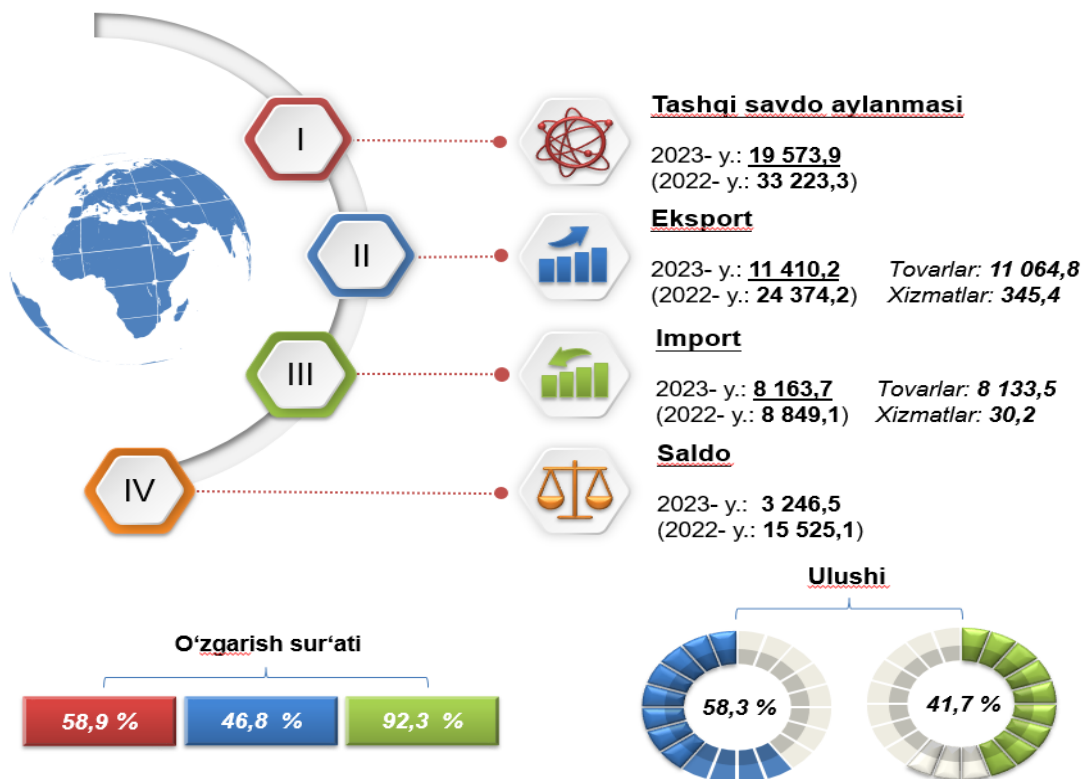 I
Tashqi savdo aylanmasi
2023- y.: 19 573,9
(2022- y.: 33 223,3)
II
Eksport
2023- y.: 11 410,2 Tovarlar: 11 064,8
(2022- y.: 24 374,2) Xizmatlar: 345,4
III
Import
2023- y.: 8 163,7 Tovarlar: 8 133,5
(2022- y.: 8 849,1) Xizmatlar: 30,2
IV
Saldo
2023- y.: 3 246,5
(2022- y.: 15 525,1)
O‘zgarish sur‘ati
58,9 % 46,8 % 92,3 %
Ulushi
58,3 % 41,7 %